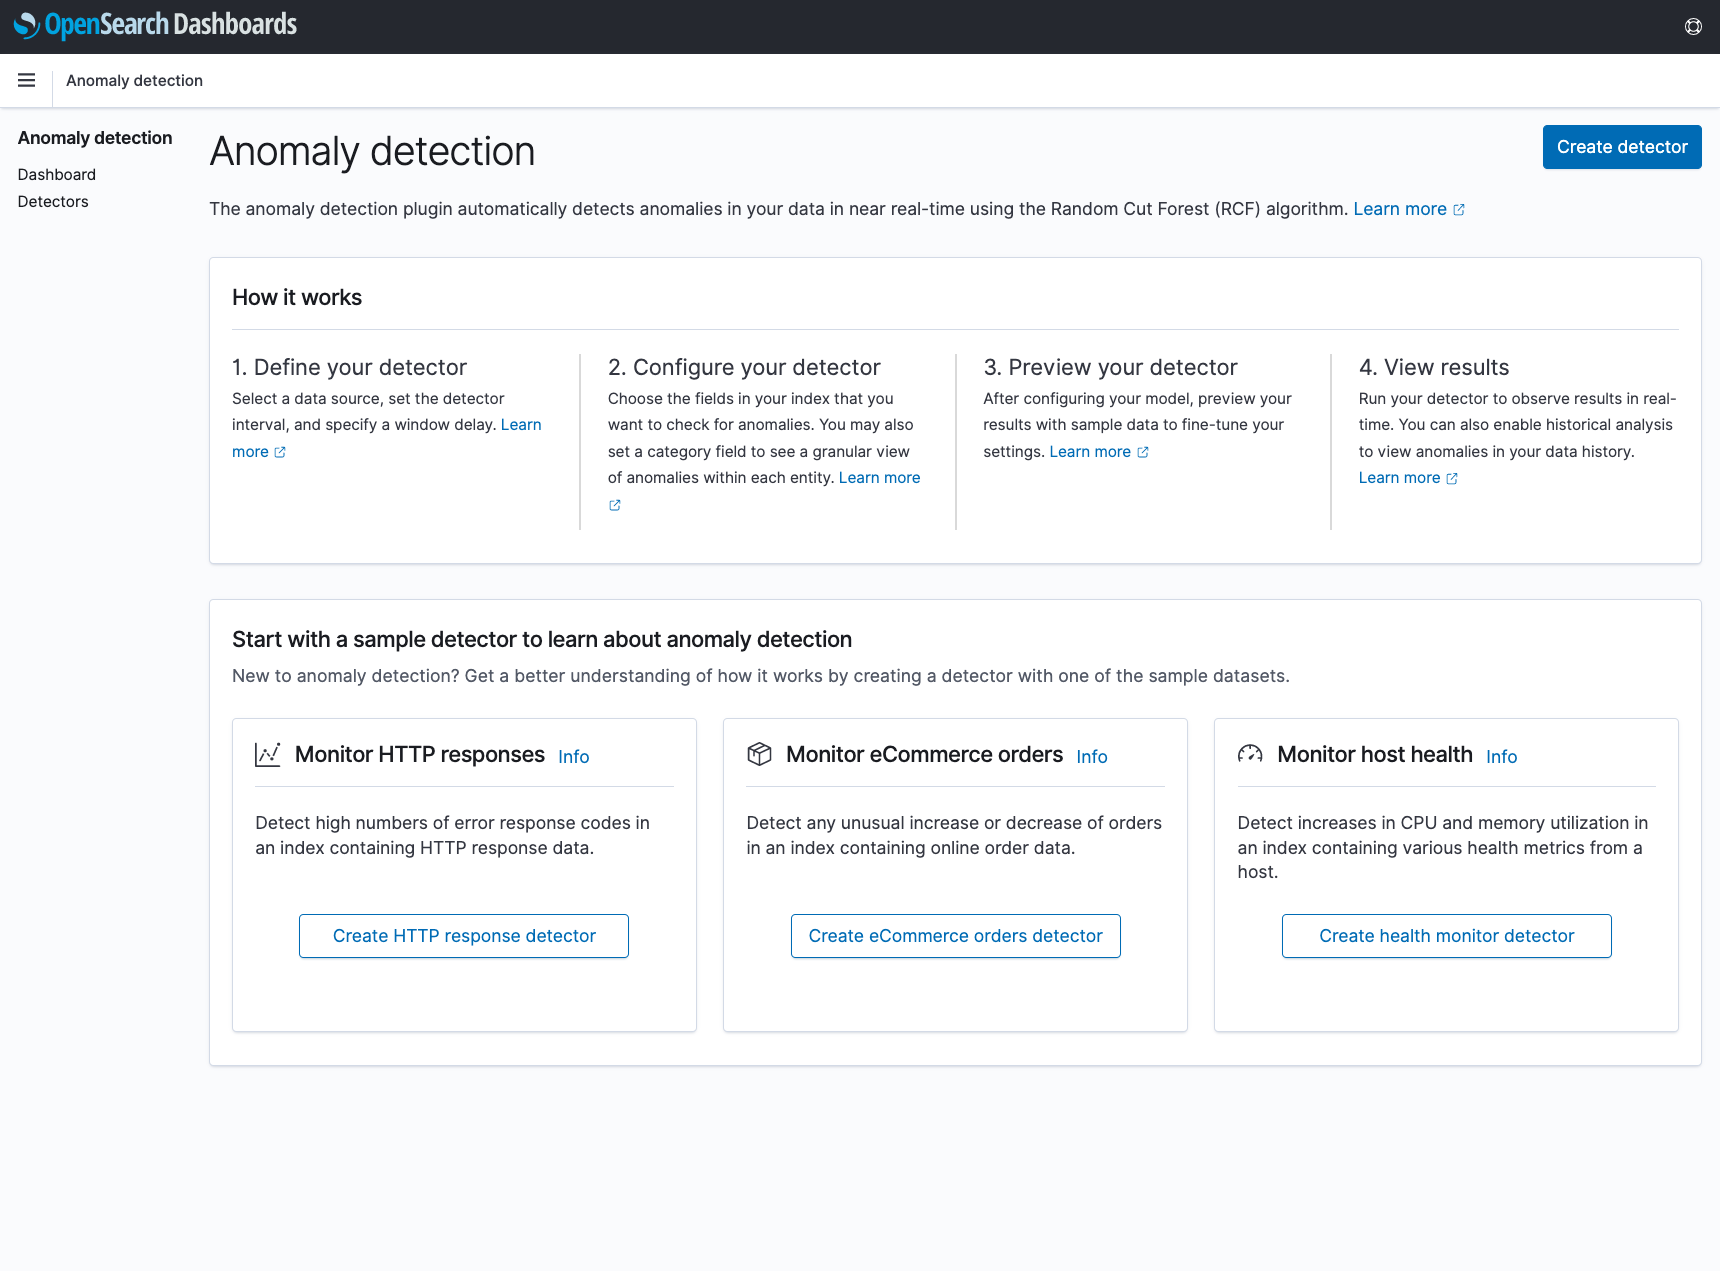 OpenSearch Dashboards
Anomaly detection
Anomaly detection
Dashboard
Detectors
Anomaly detection
Create detector
The anomaly detection plugin automatically detects anomalies in your data in near real-time using the Random Cut Forest (RCF) algorithm. Learn more
How it works
1. Define your detector
Select a data source, set the detector
interval, and specify a window delay. Learn
more
2. Configure your detector
Choose the fields in your index that you
want to check for anomalies. You may also
set a category field to see a granular view
of anomalies within each entity. Learn more
3. Preview your detector
After configuring your model, preview your
results with sample data to fine-tune your
settings. Learn more
4. View results
Run your detector to observe results in real-
time. You can also enable historical analysis
to view anomalies in your data history.
Learn more
Start with a sample detector to learn about anomaly detection
New to anomaly detection? Get a better understanding of how it works by creating a detector with one of the sample datasets.
Monitor HTTP responses Info
Detect high numbers of error response codes in
an index containing HTTP response data.
Create HTTP response detector
Monitor eCommerce orders Info
Detect any unusual increase or decrease of orders
in an index containing online order data.
Create eCommerce orders detector
Monitor host health Info
Detect increases in CPU and memory utilization in
an index containing various health metrics from a
host.
Create health monitor detector